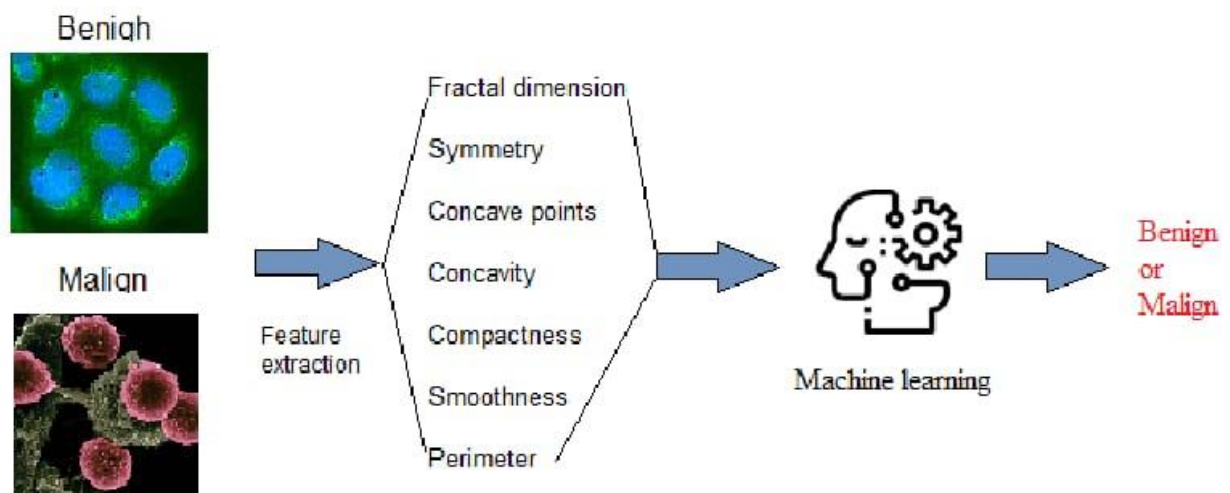 Benigh
Malign
Feature
extraction
Fractal dimension
Symmetry
Concave points
Concavity
Compactness
Smoothness
Perimeter
Machine learning
Benign
or
Malign